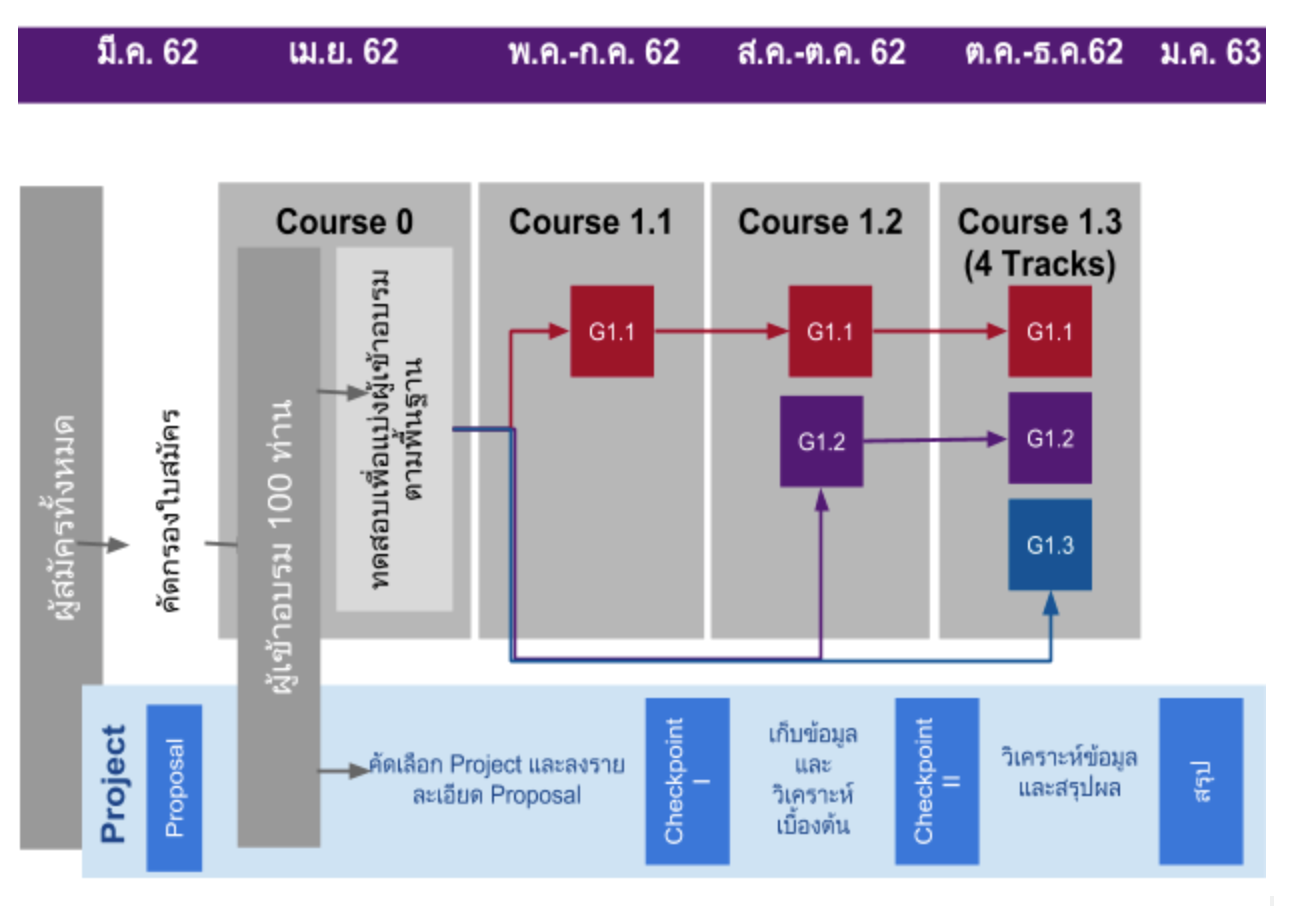 มี.ค. 62
เม.ย. 62
พ.ค.-ก.ค. 62
ส.ค.-ต.ค. 62
ต.ค.-ธ.ค.62
ม.ค. 63
ผู้สมัครทั้งหมด
คัดกรองใบสมัคร
Course 0
ผู้เข้าอบรม 100 ท่าน
ทดสอบเพื่อแบ่งผู้เข้าอบรม
ตามพื้นฐาน
Course 1.1
G1.1
Course 1.2
G1.1
G1.2
Course 1.3
(4 Tracks)
G1.1
G1.2
G1.3
Project
Proposal
คัดเลือก Project และลงราย
ละเอียด Proposal
Checkpoint
I
เก็บข้อมูล
และ
วิเคราะห์
เบื้องต้น
Checkpoint
II
วิเคราะห์ข้อมูล
และสรุปผล
สรุป